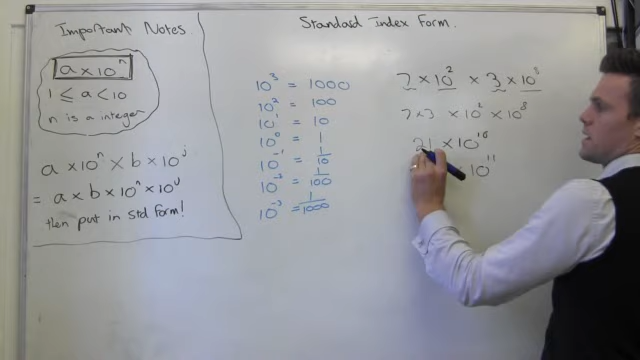 Important Notes
a × 10ⁿ
1 ≤ a < 10
n is a integer
a × 10ⁿ × b × 10ʲ
= a × b × 10ⁿ × 10ʲ
then put in std form!
Standard Index Form.
10³ = 1000
10² = 100
10¹ = 10
10⁰ = 1
10⁻¹ = 1/10
10⁻² = 1/100
10⁻³ = 1/1000
7 × 10² × 3 × 10⁸
7 × 3 × 10² × 10⁸
21 × 10¹⁰
10¹¹